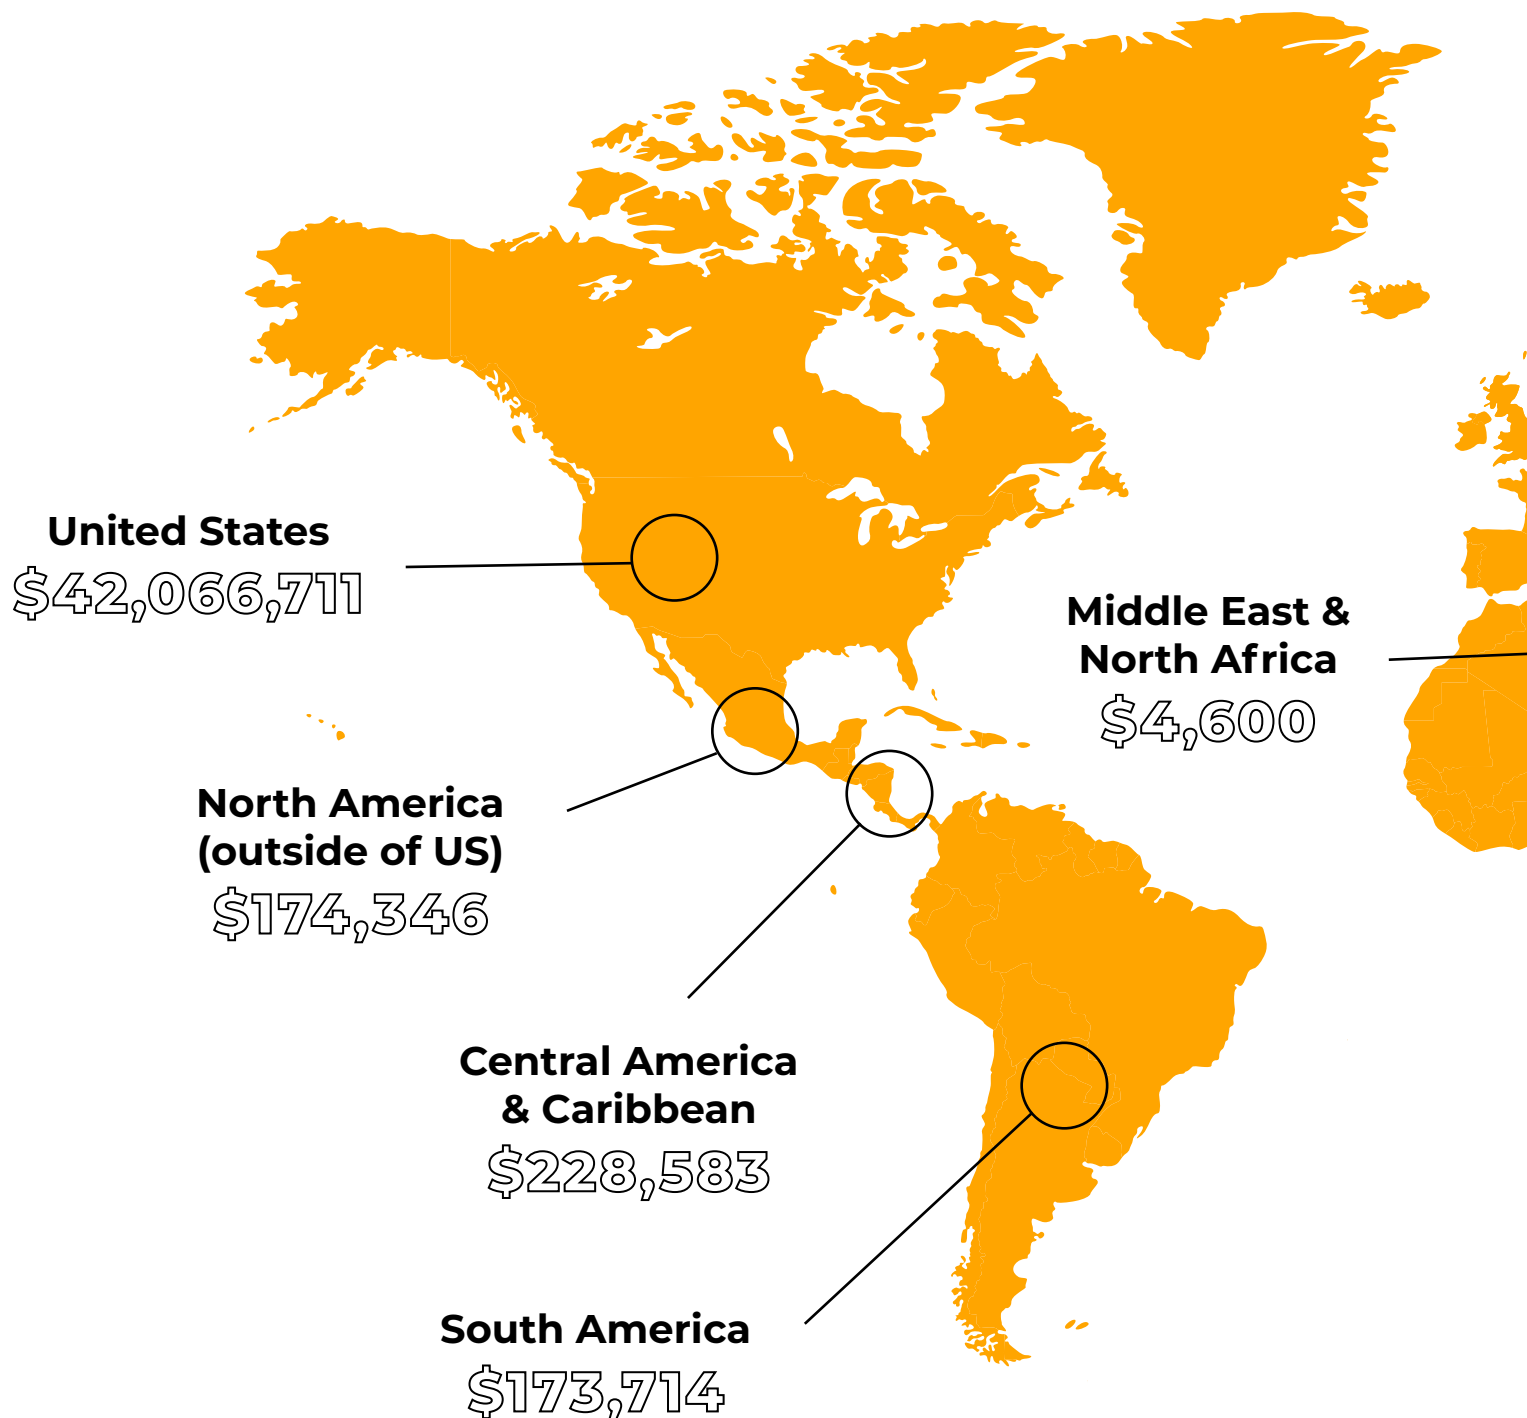 United States
$42,066,711
Middle East &
North Africa
$4,600
North America
(outside of US)
$174,346
Central America
& Caribbean
$228,583
South America
$173,714